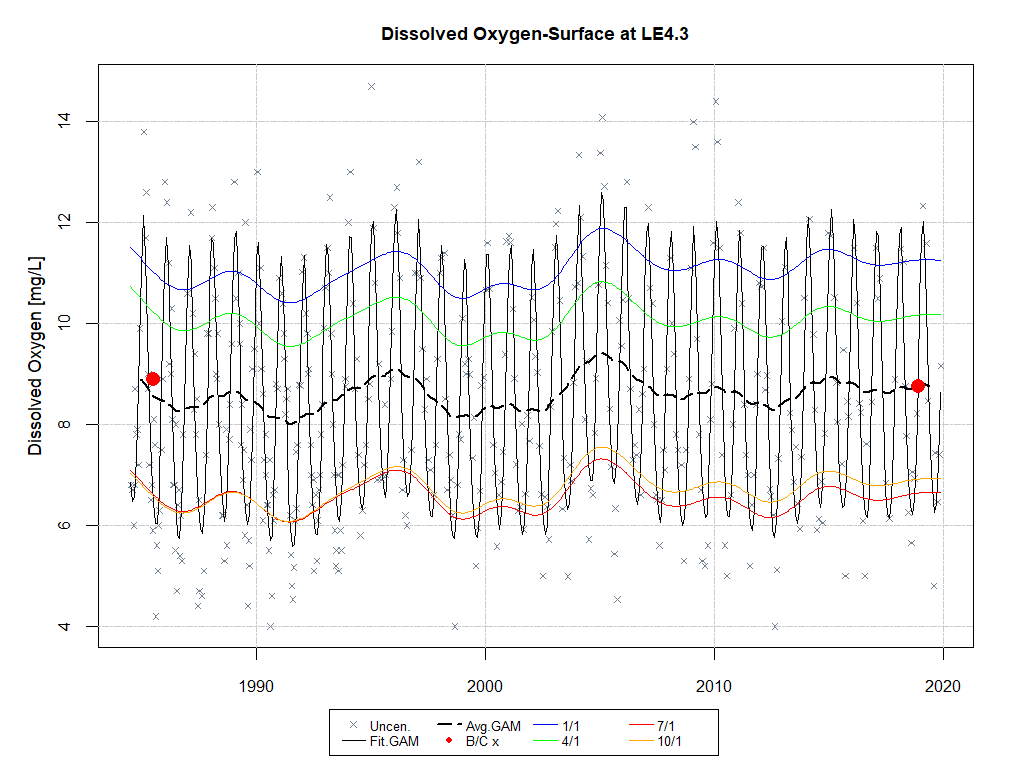 Dissolved Oxygen-Surface at LE4.3
Dissolved Oxygen [mg/L]
14
12
10
8
6
4
1990 2000 2010 2020
Uncen. Avg.GAM 1/1 7/1
Fit.GAM B/C x 4/1 10/1